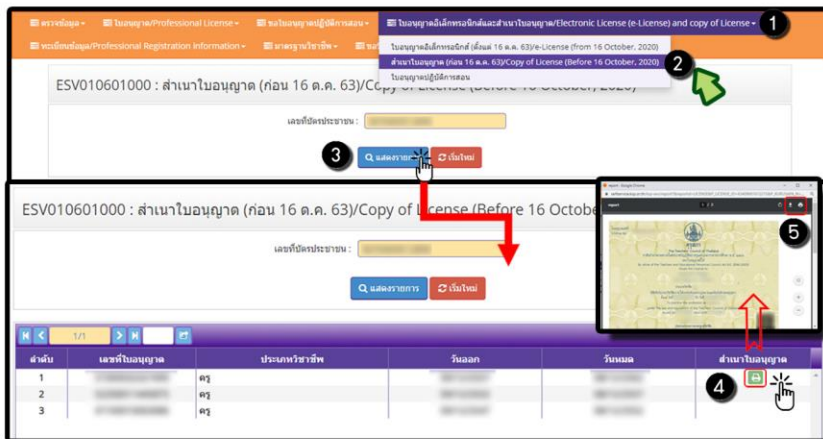 ตรวจข้อมูล
ใบอนุญาต/Professional License
ขอใบอนุญาตปฏิบัติการสอน
ใบอนุญาตอิเล็กทรอนิกส์และสำเนาใบอนุญาต/Electronic License (e-License) and copy of License
1
ทะเบียนข้อมูล/Professional Registration Information
มาตรฐานวิชาชีพ
ใบอนุญาตอิเล็กทรอนิกส์ (ตั้งแต่ 16 ต.ค. 63)/e-License (from 16 October, 2020)
สำเนาใบอนุญาต (ก่อน 16 ต.ค. 63)/Copy of License (Before 16 October, 2020)
2
ใบอนุญาตปฏิบัติการสอน
ESV010601000 : สำเนาใบอนุญาต (ก่อน 16 ต.ค. 63)/Copy of License (Before 16 October, 2020)
เลขที่บัตรประชาชน :
3
แสดงรายการ
เริ่มใหม่
ESV010601000 : สำเนาใบอนุญาต (ก่อน 16 ต.ค. 63)/Copy of License (Before 16 Octobe
เลขที่บัตรประชาชน :
แสดงรายการ
เริ่มใหม่
report - Google Chrome
report
5
คุรุสภา
1/1
ลำดับ เลขที่ใบอนุญาต ประเภทวิชาชีพ วันออก วันหมด สำเนาใบอนุญาต
1 ครู
4
2 ครู
3 ครู